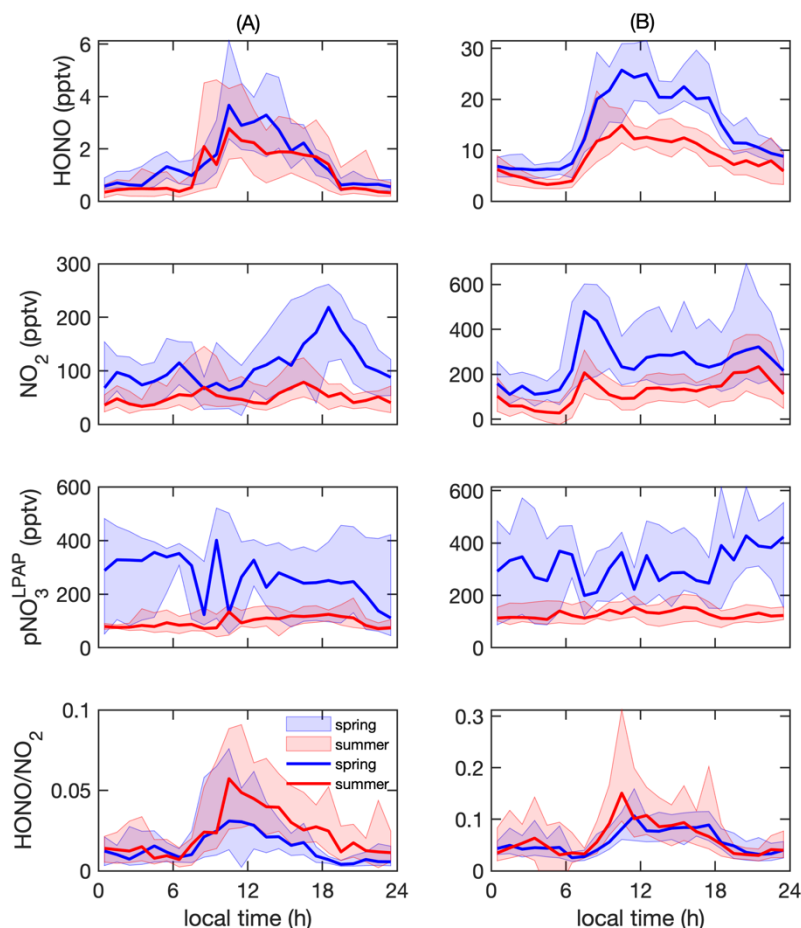 (A)
(B)
HONO (pptv)
6
4
2
0
30
20
10
0
NO2 (pptv)
300
200
100
0
600
400
200
0
pNO3LPAP (pptv)
600
400
200
0
600
400
200
0
HONO/NO2
0.1
0.05
0
spring
summer
spring
summer
0.3
0.2
0.1
0
0 6 12 18 24
0 6 12 18 24
local time (h)
local time (h)